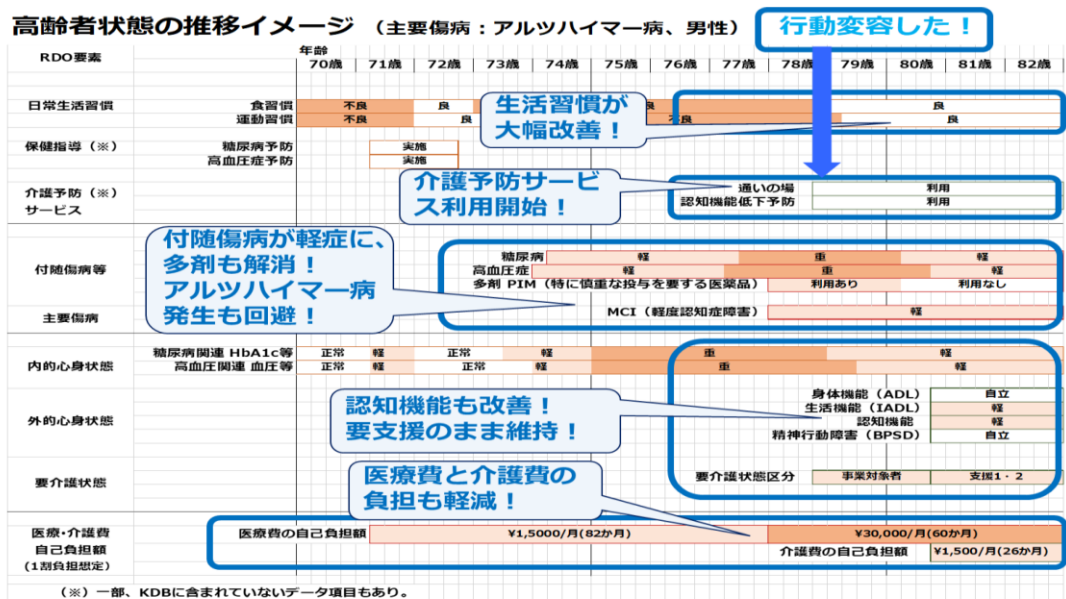 高齢者状態の推移イメージ （主要傷病：アルツハイマー病、男性）
行動変容した！
RDO要素
年齢
70歳 71歳 72歳 73歳 74歳 75歳 76歳 77歳 78歳 79歳 80歳 81歳 82歳
日常生活習慣 食習慣 不良 良 良 良
運動習慣 不良 良 不良 良
生活習慣が
大幅改善！
保健指導（※） 糖尿病予防 実施
高血圧症予防 実施
介護予防サービ
ス利用開始！
介護予防（※）
サービス
通いの場 利用
認知機能低下予防 利用
付随傷病が軽症に、
多剤も解消！
アルツハイマー病
発生も回避！
付随傷病等 糖尿病 軽 重 軽
高血圧症 軽 重 軽
多剤 PIM（特に慎重な投与を要する医薬品） 利用あり 利用なし
主要傷病 MCI（軽度認知症障害） 軽
内的心身状態 糖尿病関連 HbA1c等 正常 軽 正常 軽 重 軽
高血圧関連 血圧等 正常 軽 正常 軽 重 軽
認知機能も改善！
要支援のまま維持！
外的心身状態
身体機能（ADL） 自立
生活機能（IADL） 軽
認知機能 軽
精神行動障害（BPSD） 自立
医療費と介護費の
負担も軽減！
要介護状態 要介護状態区分 事業対象者 支援1・2
医療・介護費
自己負担額
（1割負担想定）
医療費の自己負担額 ¥1,5000/月(82か月) ¥30,000/月(60か月)
介護費の自己負担額 ¥1,500/月(26か月)
（※）一部、KDBに含まれていないデータ項目もあり。